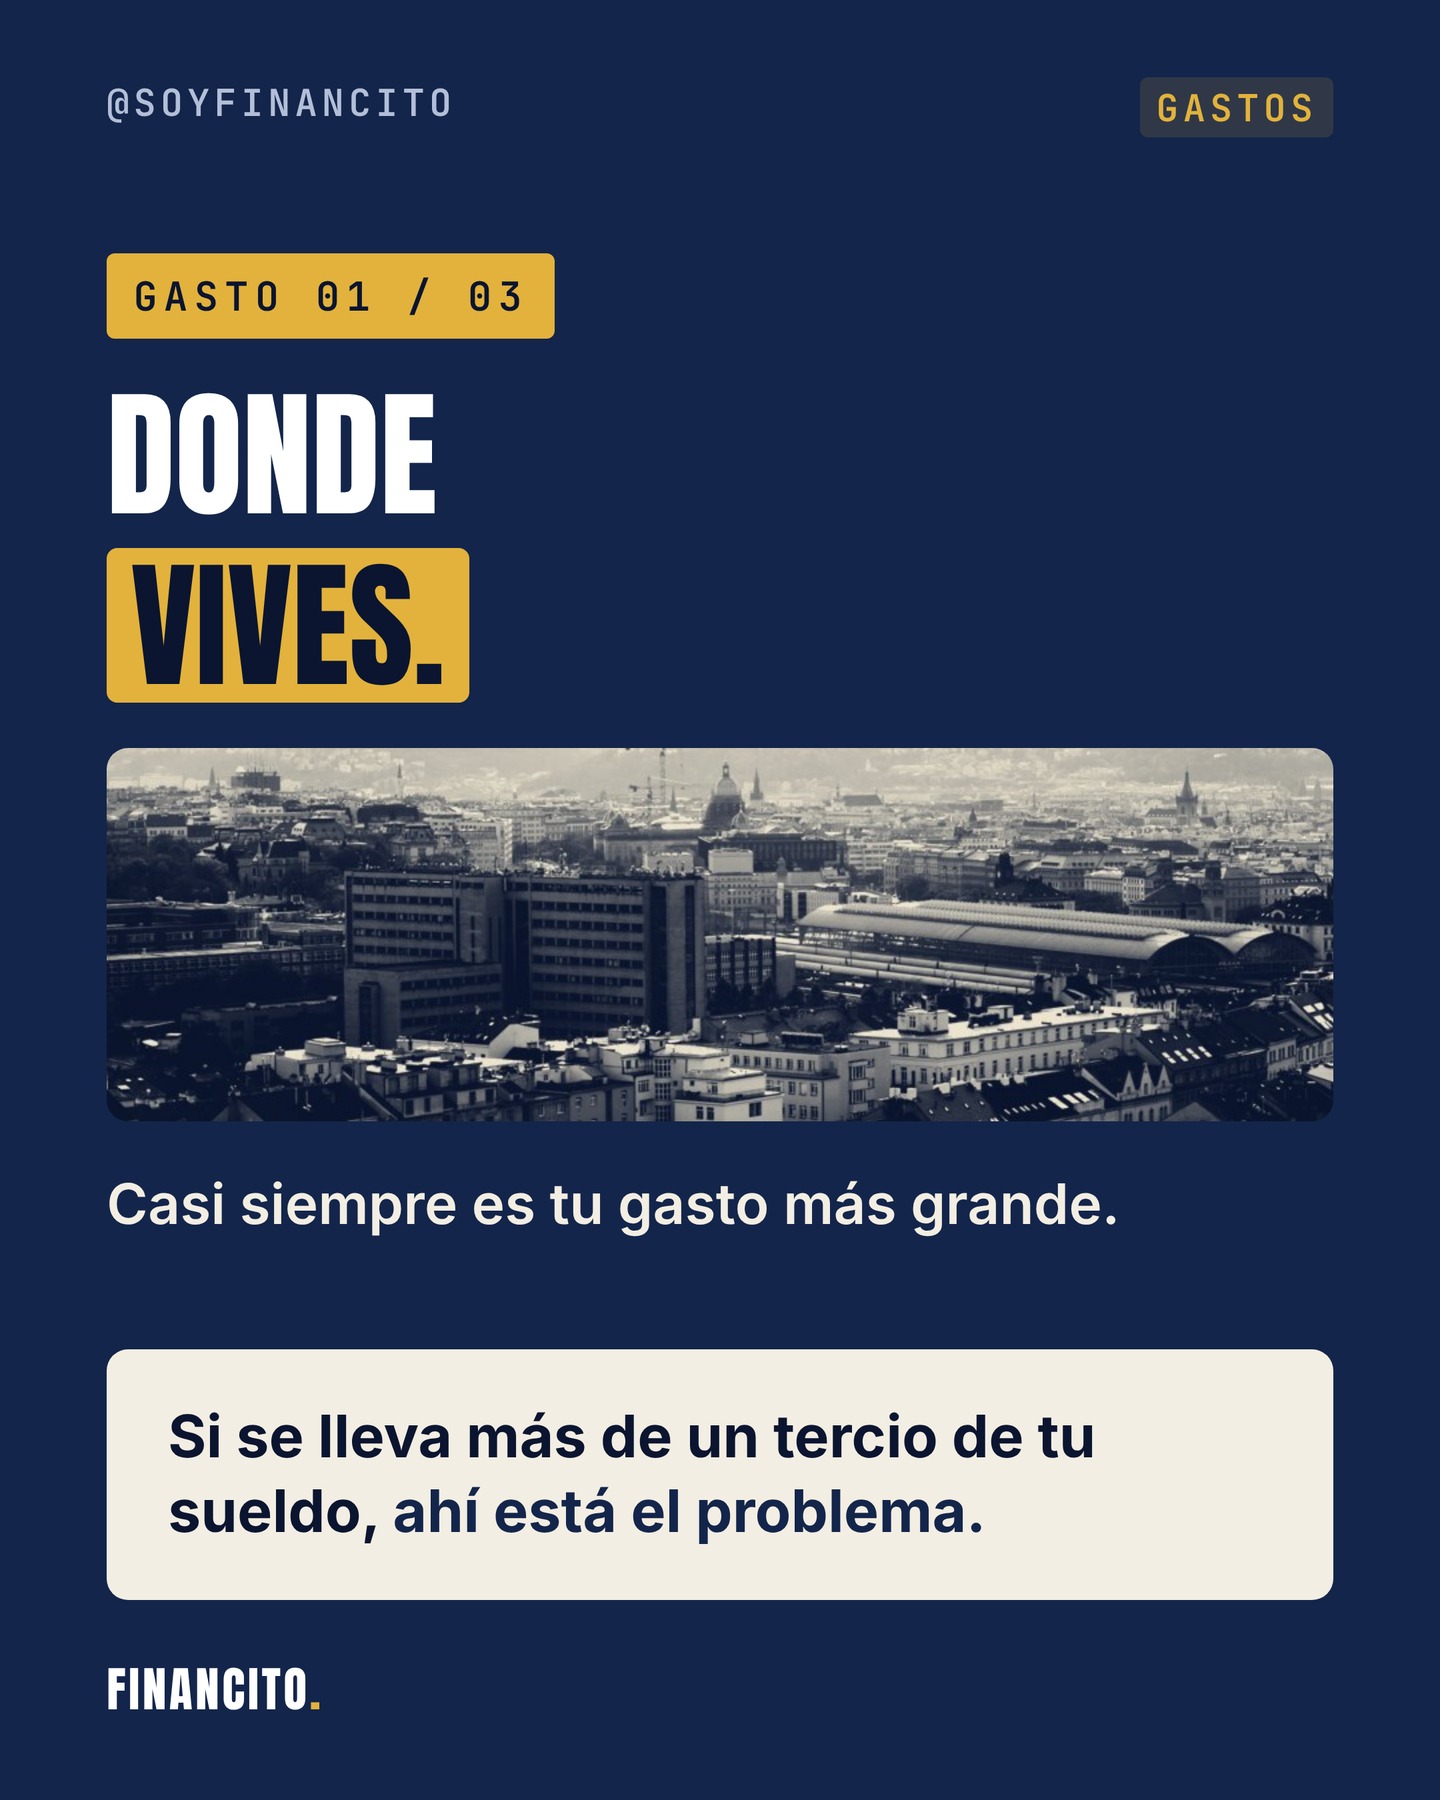 @SOYFINANCITO
GASTOS
GASTO 01 / 03
DONDE
VIVES.
Casi siempre es tu gasto más grande.
Si se lleva más de un tercio de tu
sueldo, ahí está el problema.
FINANCITO.